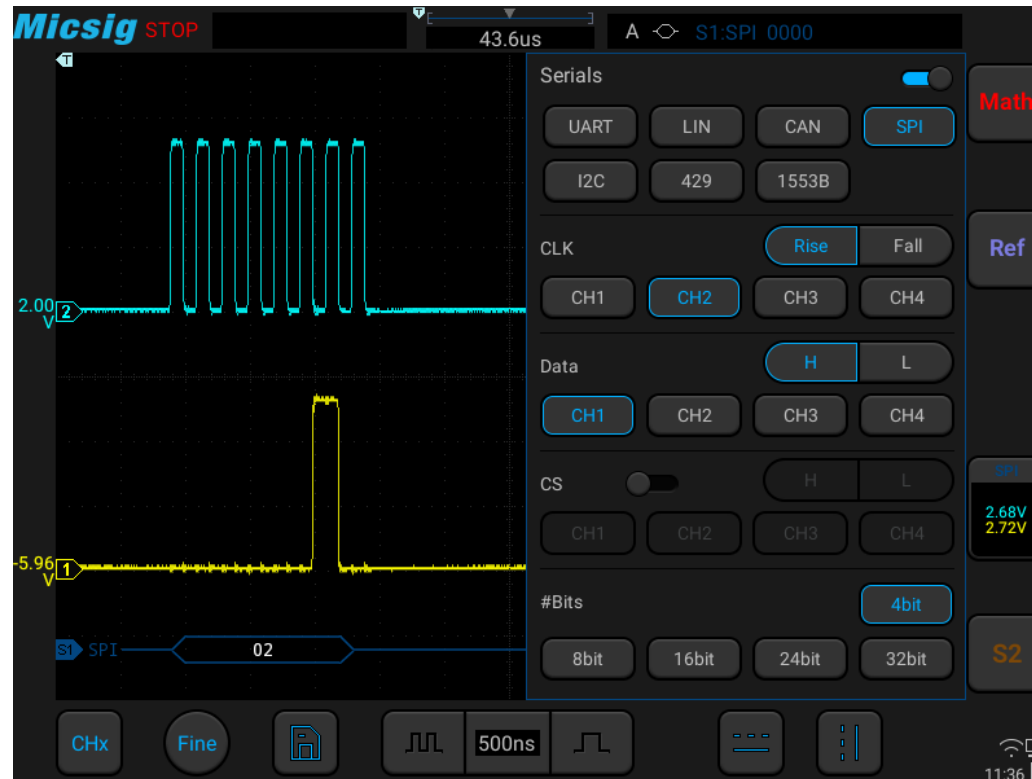 Micsig STOP
T
43.6us
A S1:SPI 0000
T
Serials
Math
UART LIN CAN SPI
I2C 429 1553B
CLK Rise Fall
Ref
CH1 CH2 CH3 CH4
2.00
V
2
Data H L
CH1 CH2 CH3 CH4
CS H L
SPI
2.68V
2.72V
CH1 CH2 CH3 CH4
-5.96
V
1
#Bits 4bit
S1 SPI 02
8bit 16bit 24bit 32bit
S2
CHx Fine 500ns
11:36